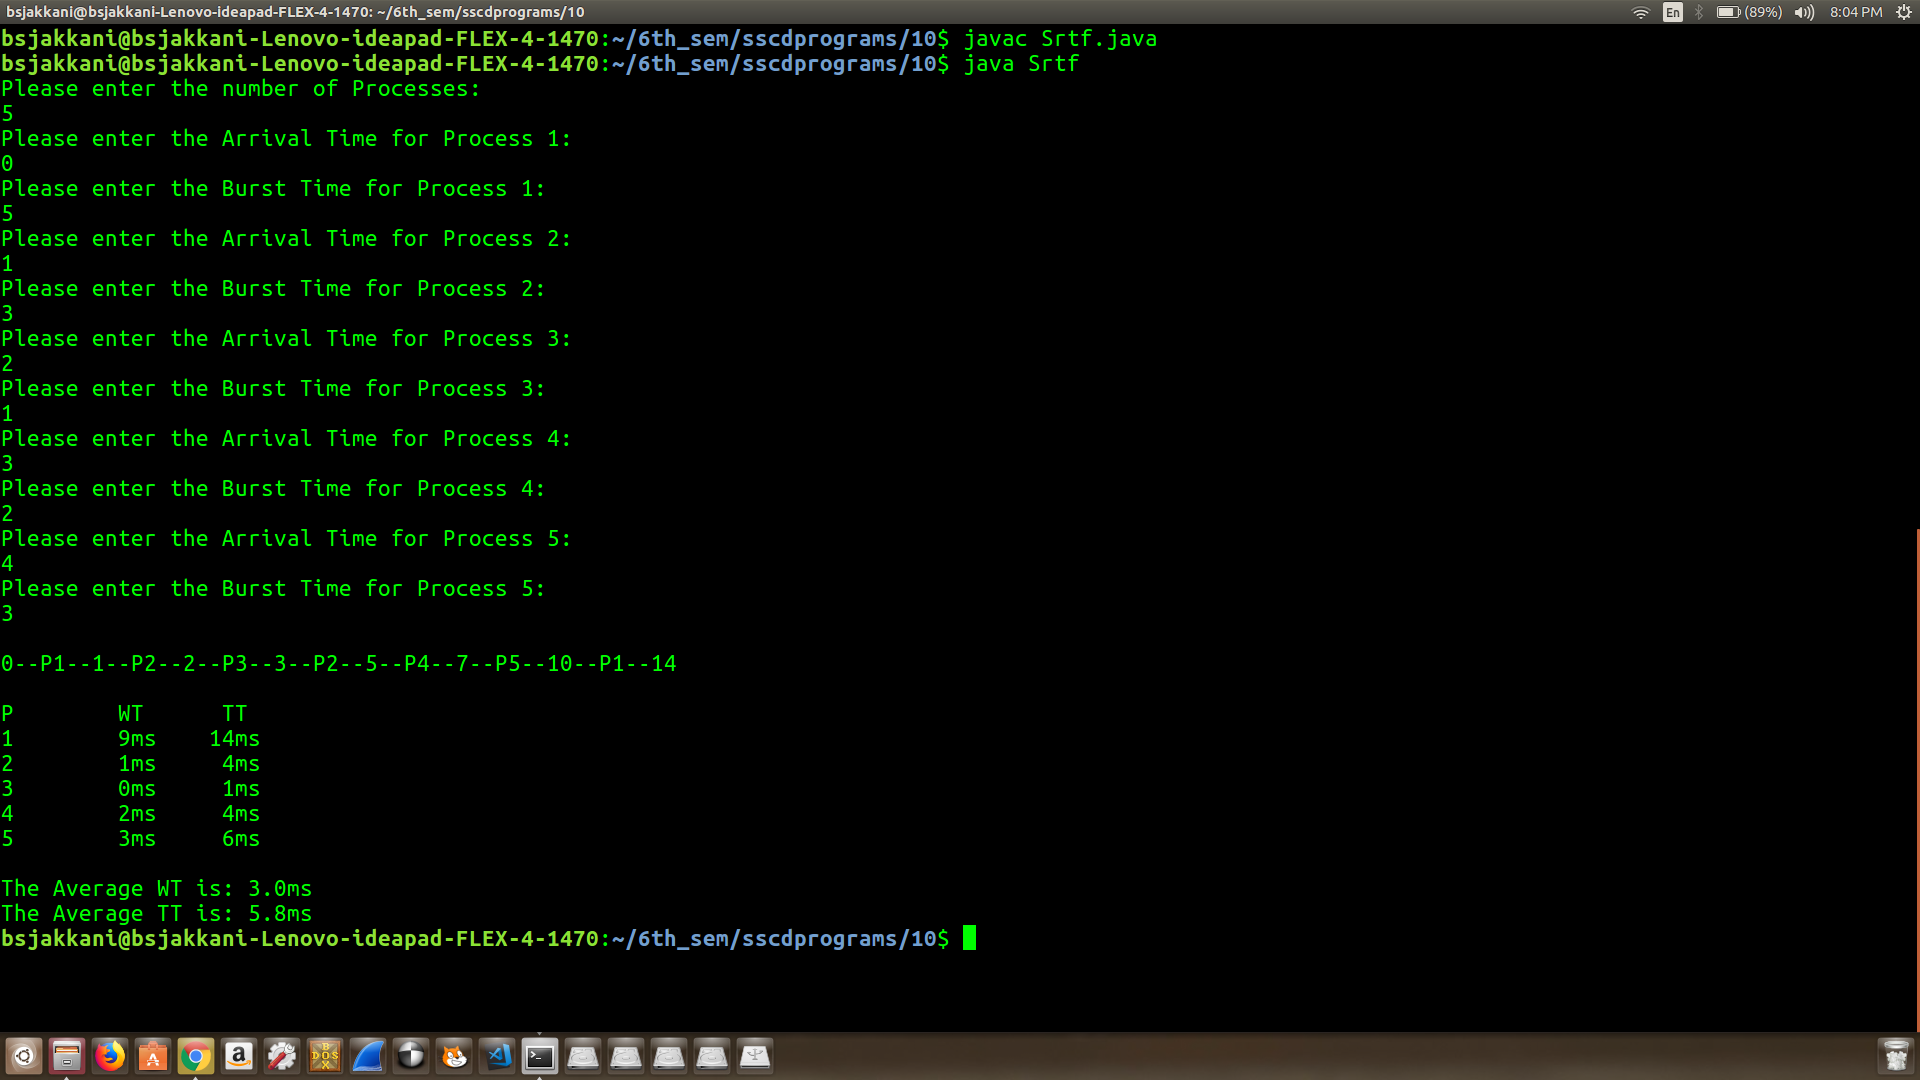 bsjakkani@bsjakkani-Lenovo-ideapad-FLEX-4-1470: ~/6th_sem/sscdprograms/10
En (89%) 8:04 PM
bsjakkani@bsjakkani-Lenovo-ideapad-FLEX-4-1470:~/6th_sem/sscdprograms/10$ javac Srtf.java
bsjakkani@bsjakkani-Lenovo-ideapad-FLEX-4-1470:~/6th_sem/sscdprograms/10$ java Srtf
Please enter the number of Processes:
5
Please enter the Arrival Time for Process 1:
0
Please enter the Burst Time for Process 1:
5
Please enter the Arrival Time for Process 2:
1
Please enter the Burst Time for Process 2:
3
Please enter the Arrival Time for Process 3:
2
Please enter the Burst Time for Process 3:
1
Please enter the Arrival Time for Process 4:
3
Please enter the Burst Time for Process 4:
2
Please enter the Arrival Time for Process 5:
4
Please enter the Burst Time for Process 5:
3
0--P1--1--P2--2--P3--3--P2--5--P4--7--P5--10--P1--14
P WT TT
1 9ms 14ms
2 1ms 4ms
3 0ms 1ms
4 2ms 4ms
5 3ms 6ms
The Average WT is: 3.0ms
The Average TT is: 5.8ms
bsjakkani@bsjakkani-Lenovo-ideapad-FLEX-4-1470:~/6th_sem/sscdprograms/10$